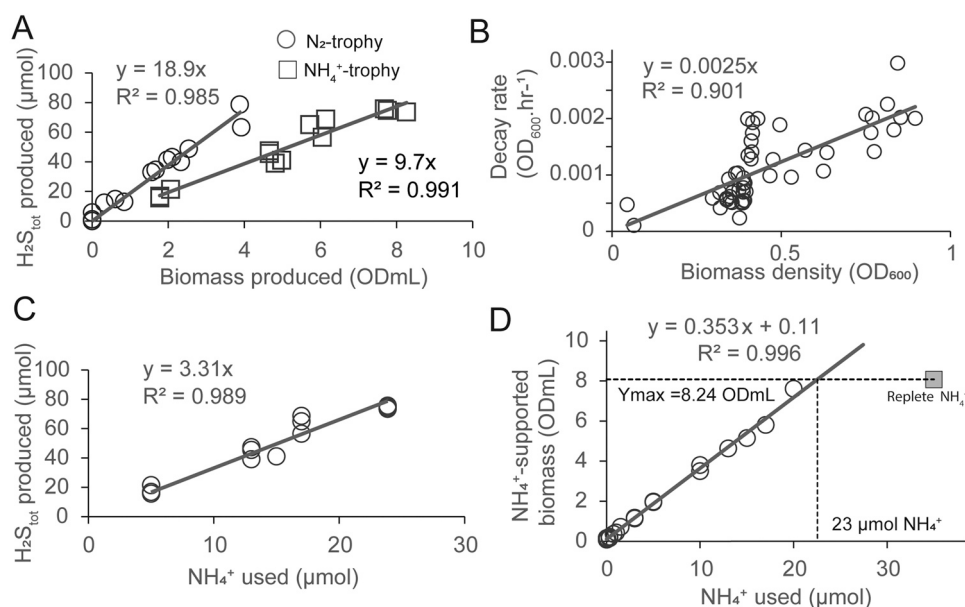 A
N₂-trophy
NH₄⁺-trophy
y = 18.9x
R² = 0.985
y = 9.7x
R² = 0.991
H₂Sₜₒₜ produced (µmol)
100
80
60
40
20
0
0 2 4 6 8 10
Biomass produced (ODmL)
B
y = 0.0025x
R² = 0.901
Decay rate
(OD₆₀₀.hr⁻¹)
0.003
0.002
0.001
0
0 0.5 1
Biomass density (OD₆₀₀)
C
y = 3.31x
R² = 0.989
H₂Sₜₒₜ produced (µmol)
100
80
60
40
20
0
0 10 20 30
NH₄⁺ used (µmol)
D
y = 0.353x + 0.11
R² = 0.996
Ymax =8.24 ODmL
Replete NH₄⁺
23 µmol NH₄⁺
NH₄⁺-supported
biomass (ODmL)
10
8
6
4
2
0
0 10 20 30
NH₄⁺ used (µmol)